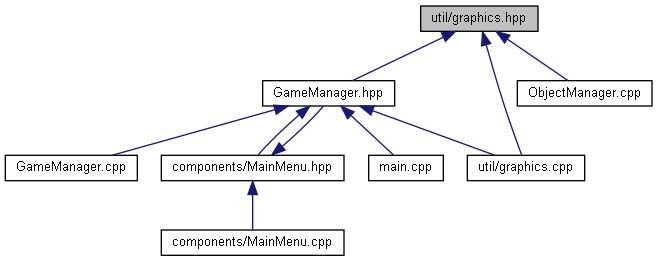 util/graphics.hpp
GameManager.hpp
ObjectManager.cpp
GameManager.cpp
components/MainMenu.hpp
main.cpp
util/graphics.cpp
components/MainMenu.cpp